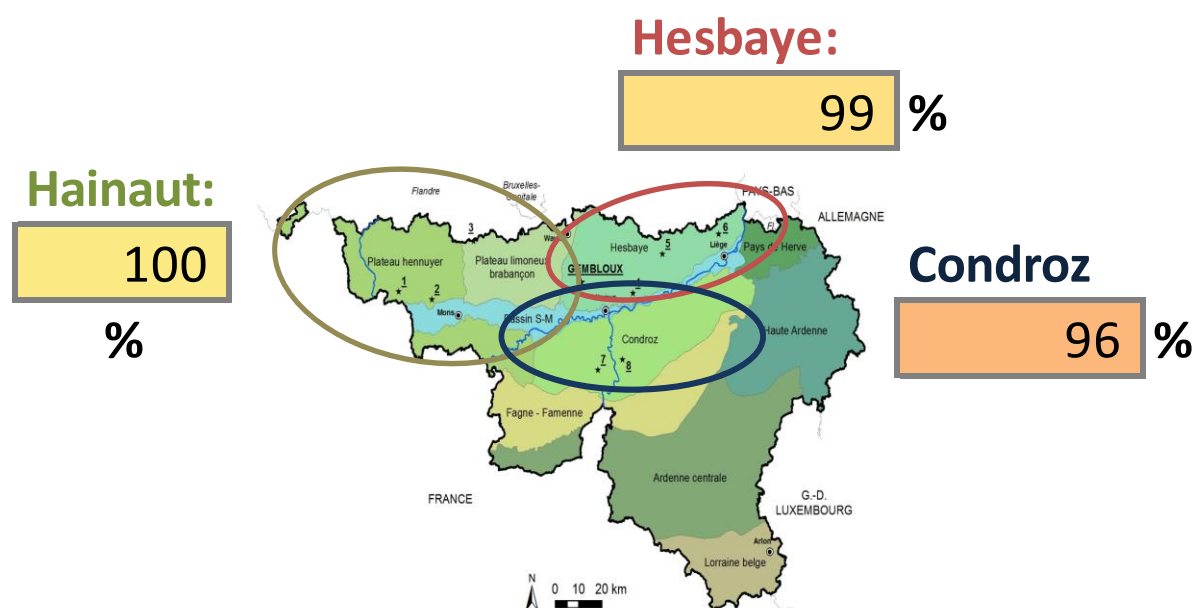 Hesbaye:
99 %
Hainaut:
100
%
Condroz
96 %
Flandre
Bruxelles-
Capitale
PAYS-BAS
ALLEMAGNE
3
6
5
Hesbaye
Liège
Pays de Herve
Plateau hennuyer
Plateau limoneux
brabançon
GEMBLOUX
1
2
Mons
Bassin S-M
Haute Ardenne
Condroz
7
8
Fagne - Famenne
Ardenne centrale
FRANCE
G.-D.
LUXEMBOURG
Arlon
Lorraine belge
N
0 10 20 km